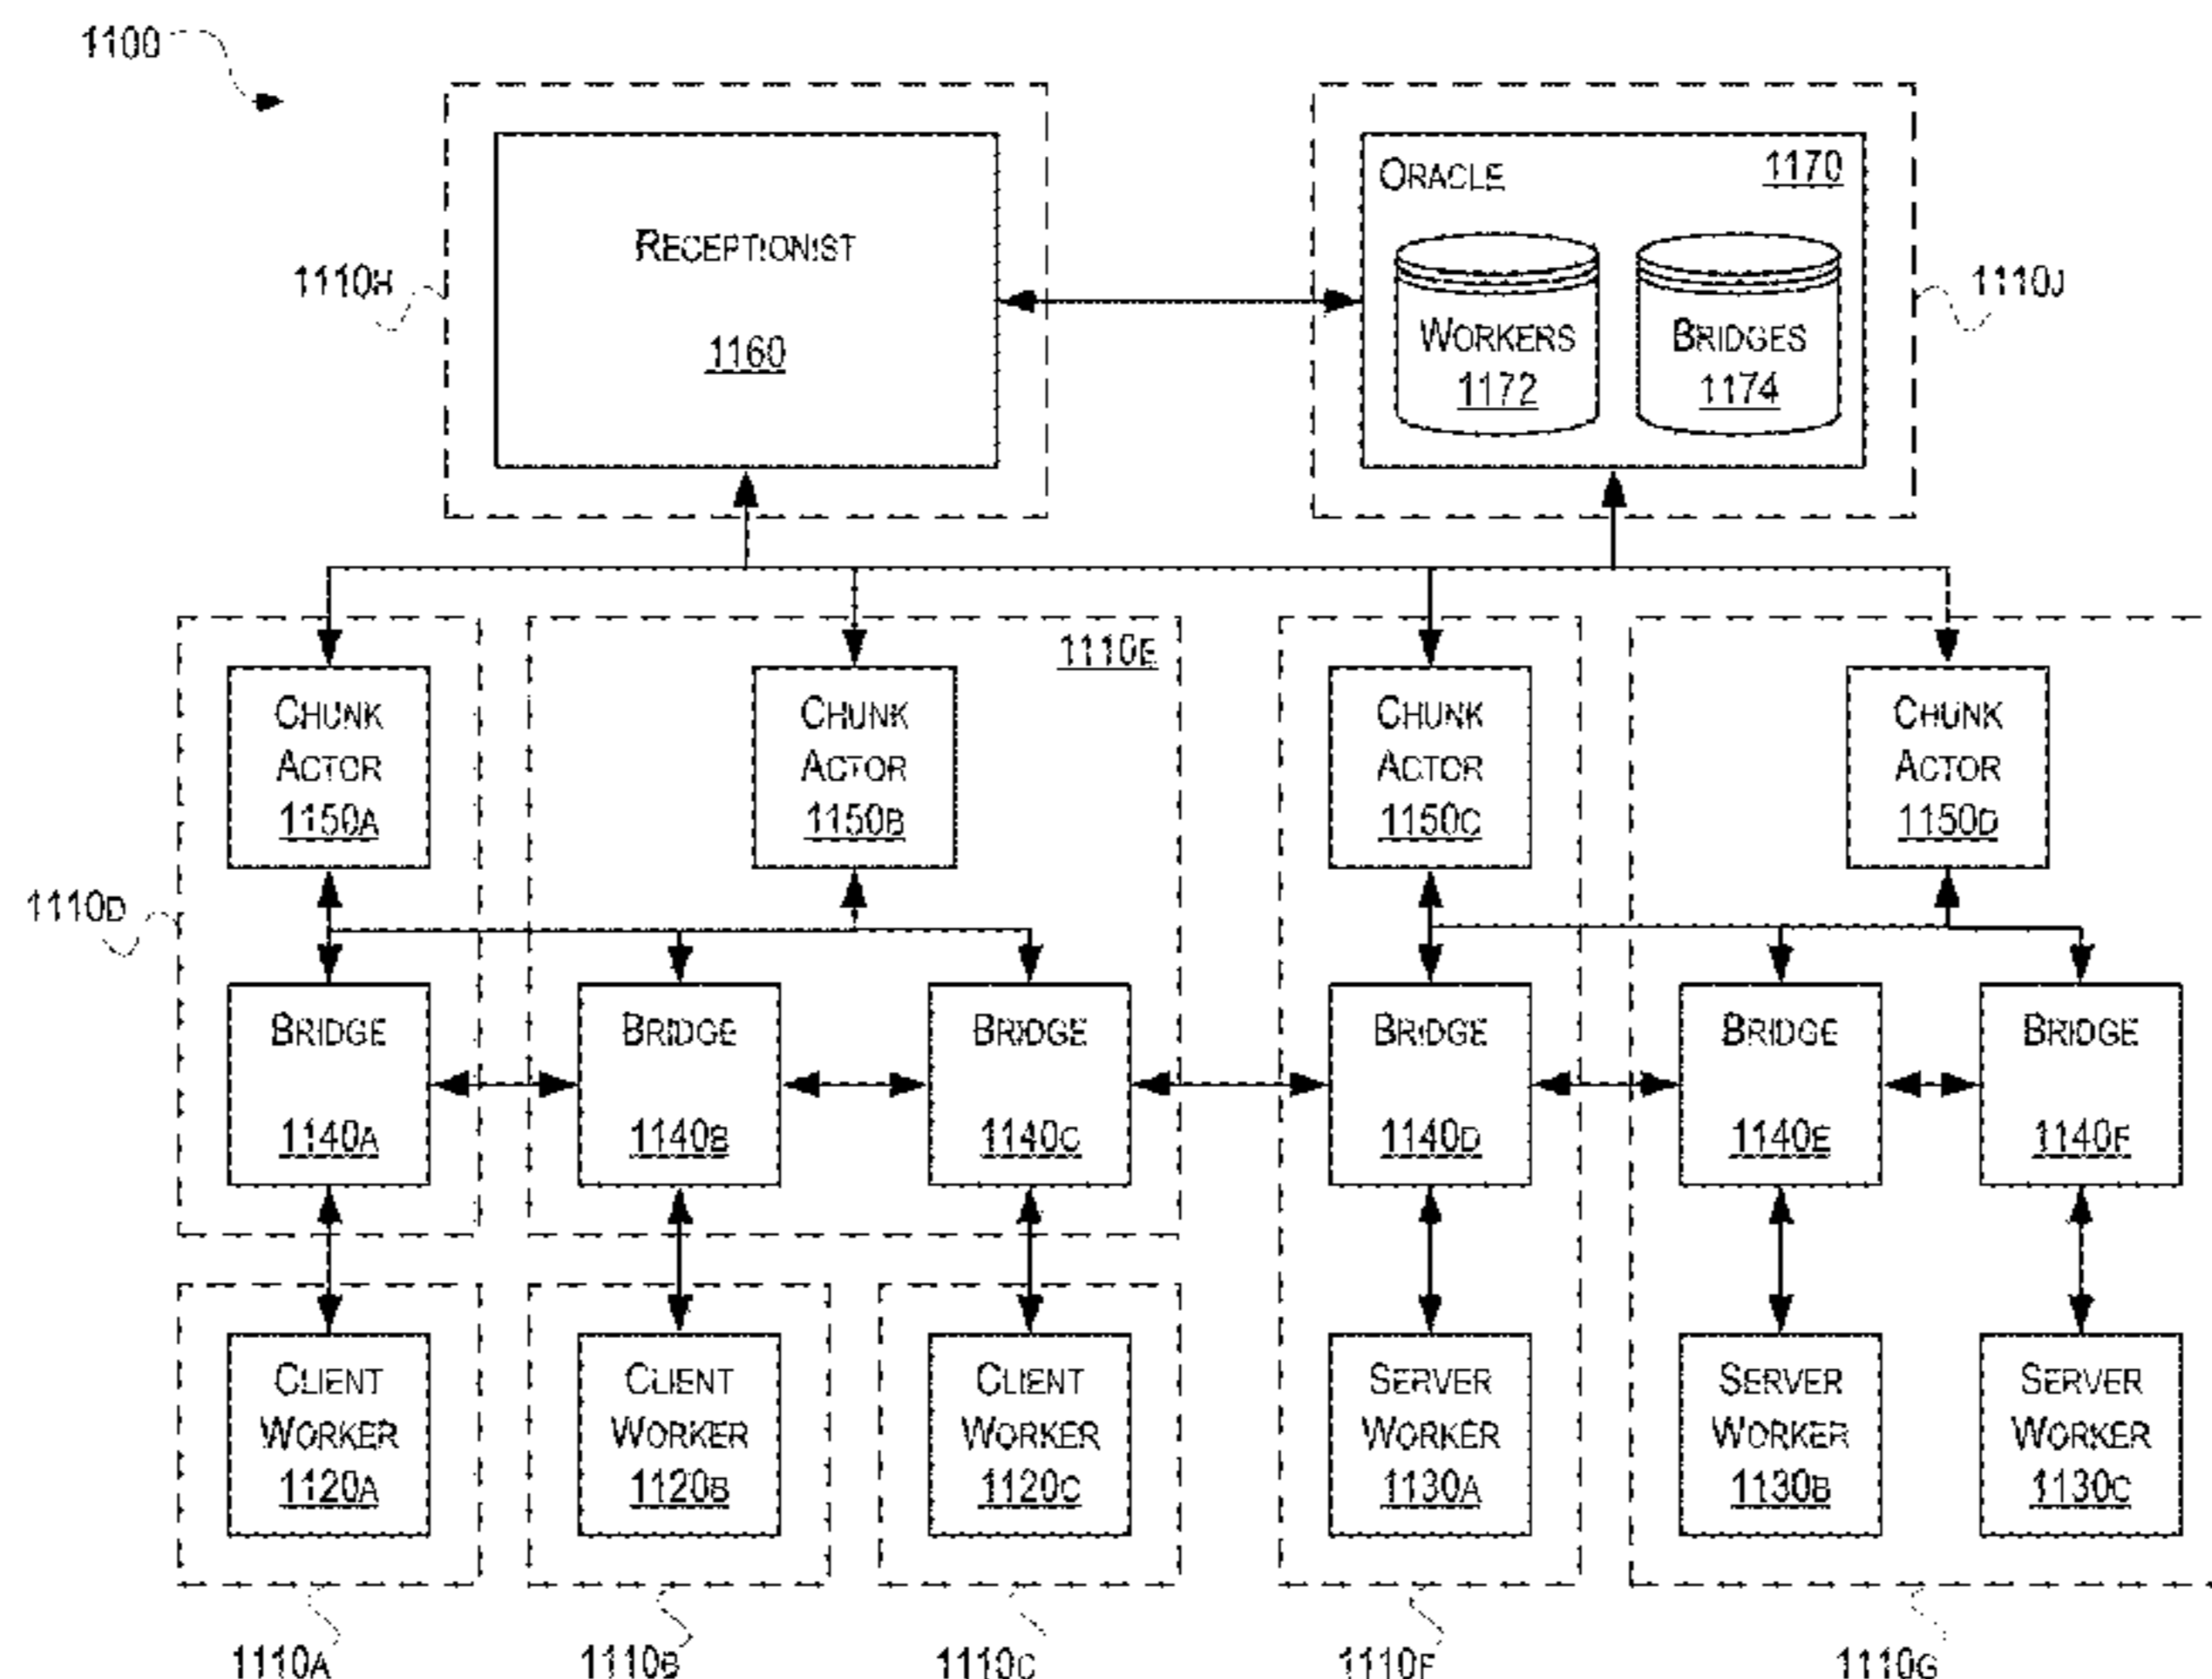 1100
RECEPTIONIST
1160
1110H
ORACLE 1170
WORKERS
1172
BRIDGES
1174
1110J
1110E
CHUNK
ACTOR
1150A
CHUNK
ACTOR
1150B
CHUNK
ACTOR
1150C
CHUNK
ACTOR
1150D
1110D
BRIDGE
1140A
BRIDGE
1140B
BRIDGE
1140C
BRIDGE
1140D
BRIDGE
1140E
BRIDGE
1140F
CLIENT
WORKER
1120A
CLIENT
WORKER
1120B
CLIENT
WORKER
1120C
SERVER
WORKER
1130A
SERVER
WORKER
1130B
SERVER
WORKER
1130C
1110A
1110B
1110C
1110F
1110G